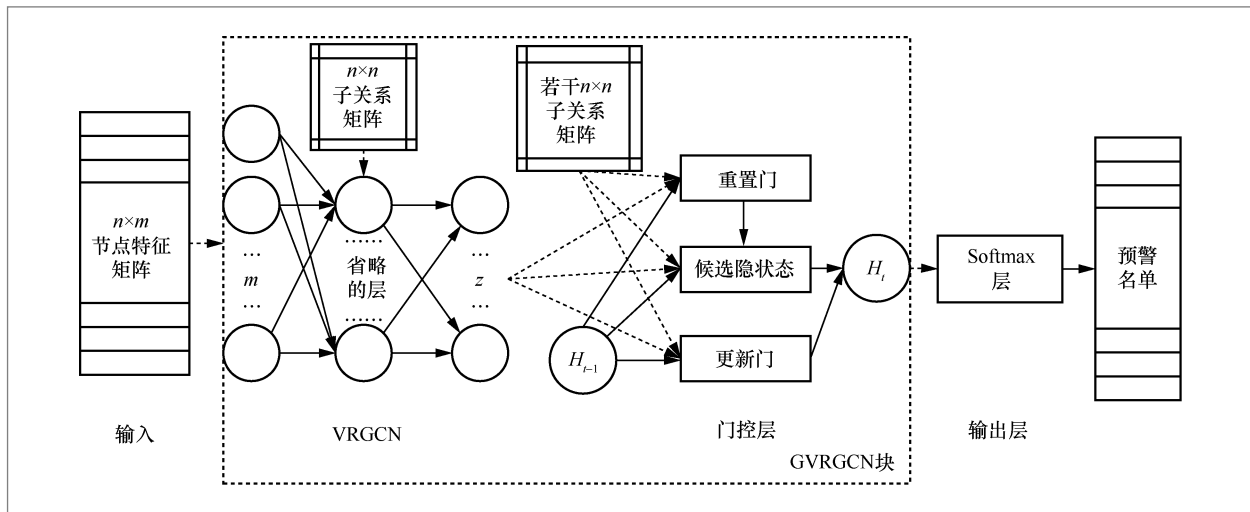 n×m
节点特征
矩阵
输入
...
m
...
n×n
子关系
矩阵
......
省略
的层
......
...
z
...
VRGCN
若干n×n
子关系
矩阵
H_{t-1}
重置门
候选隐状态
更新门
门控层
H_t
GVRGCN块
Softmax
层
输出层
预警
名单